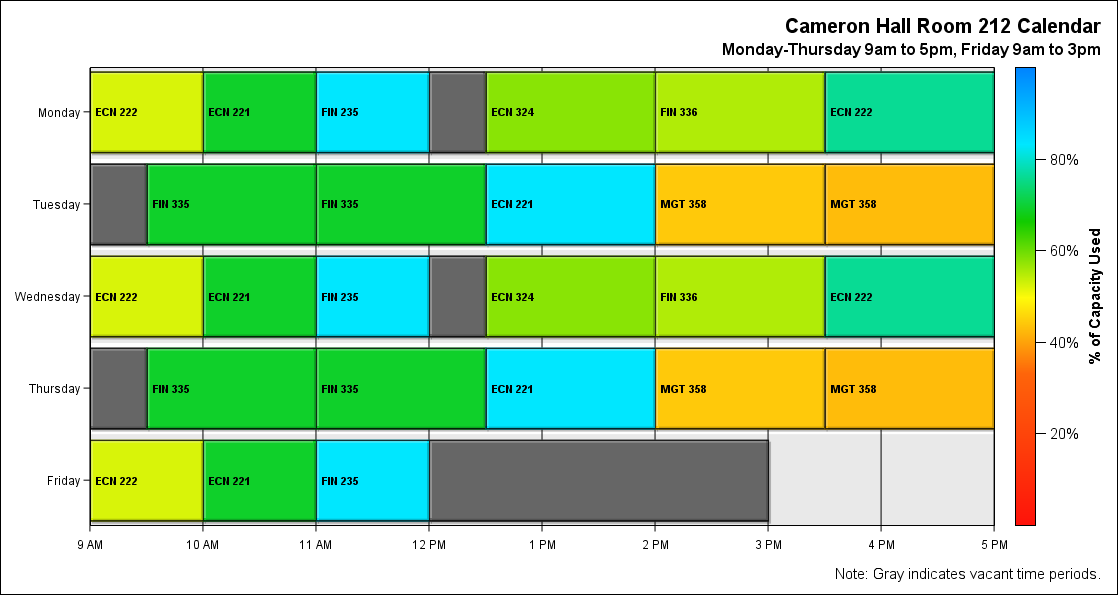 Cameron Hall Room 212 Calendar
Monday-Thursday 9am to 5pm, Friday 9am to 3pm
Monday ECN 222 ECN 221 FIN 235 ECN 324 FIN 336 ECN 222
Tuesday FIN 335 FIN 335 ECN 221 MGT 358 MGT 358
Wednesday ECN 222 ECN 221 FIN 235 ECN 324 FIN 336 ECN 222
Thursday FIN 335 FIN 335 ECN 221 MGT 358 MGT 358
Friday ECN 222 ECN 221 FIN 235
9 AM 10 AM 11 AM 12 PM 1 PM 2 PM 3 PM 4 PM 5 PM
80%
60%
40%
20%
% of Capacity Used
Note: Gray indicates vacant time periods.